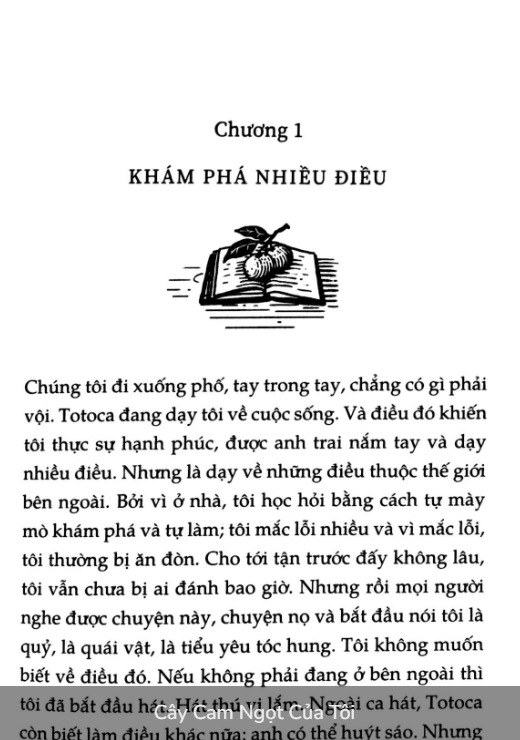 Chương 1
KHÁM PHÁ NHIỀU ĐIỀU
Chúng tôi đi xuống phố, tay trong tay, chẳng có gì phải
vội. Totoca đang dạy tôi về cuộc sống. Và điều đó khiến
tôi thực sự hạnh phúc, được anh trai nắm tay và dạy
nhiều điều. Nhưng là dạy về những điều thuộc thế giới
bên ngoài. Bởi vì ở nhà, tôi học hỏi bằng cách tự mày
mò khám phá và tự làm; tôi mắc lỗi nhiều và vì mắc lỗi,
tôi thường bị ăn đòn. Cho tới tận trước đấy không lâu,
tôi vẫn chưa bị ai đánh bao giờ. Nhưng rồi mọi người
nghe được chuyện này, chuyện nọ và bắt đầu nói tôi là
quỷ, là quái vật, là tiểu yêu tóc hung. Tôi không muốn
biết về điều đó. Nếu không phải đang ở bên ngoài thì
tôi đã bắt đầu hát. Hát thú vị lắm. Ngoài ca hát, Totoca
Cây Cam Ngọt Của Tôi
còn biết làm điều khác nữa: anh có thể huýt sáo. Nhưng